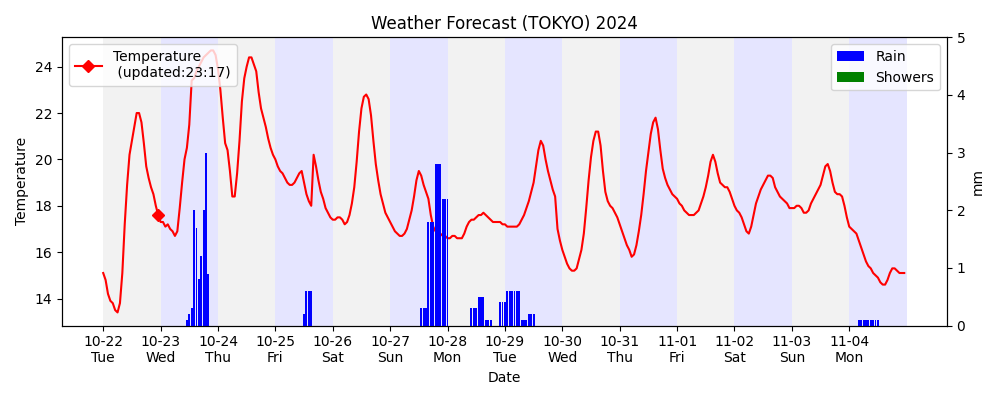 Weather Forecast (TOKYO) 2024
Temperature
(updated:23:17)
Rain
Showers
Temperature
24
22
20
18
16
14
5
4
3
2
1
0
mm
10-22 10-23 10-24 10-25 10-26 10-27 10-28 10-29 10-30 10-31 11-01 11-02 11-03 11-04
Tue Wed Thu Fri Sat Sun Mon Tue Wed Thu Fri Sat Sun Mon
Date